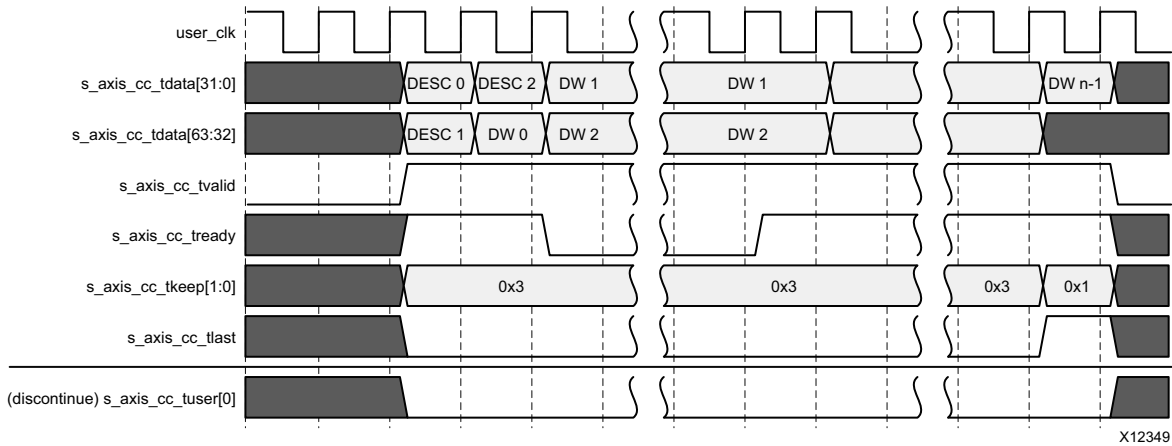 user_clk
s_axis_cc_tdata[31:0] DESC 0 DESC 2 DW 1 DW 1 DW n-1
s_axis_cc_tdata[63:32] DESC 1 DW 0 DW 2 DW 2
s_axis_cc_tvalid
s_axis_cc_tready
s_axis_cc_tkeep[1:0] 0x3 0x3 0x3 0x1
s_axis_cc_tlast
(discontinue) s_axis_cc_tuser[0]
X12349